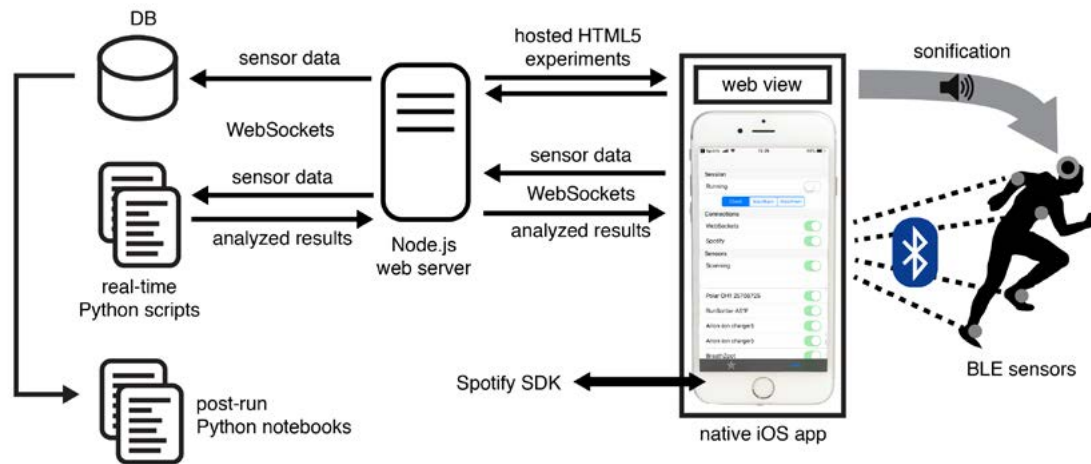 DB
sensor data
WebSockets
sensor data
analyzed results
real-time
Python scripts
post-run
Python notebooks
Node.js
web server
hosted HTML5
experiments
sensor data
WebSockets
analyzed results
Spotify SDK
web view
Session
Running
Connections
WebSockets
Spotify
Sensors
Scanning
native iOS app
sonification
BLE sensors